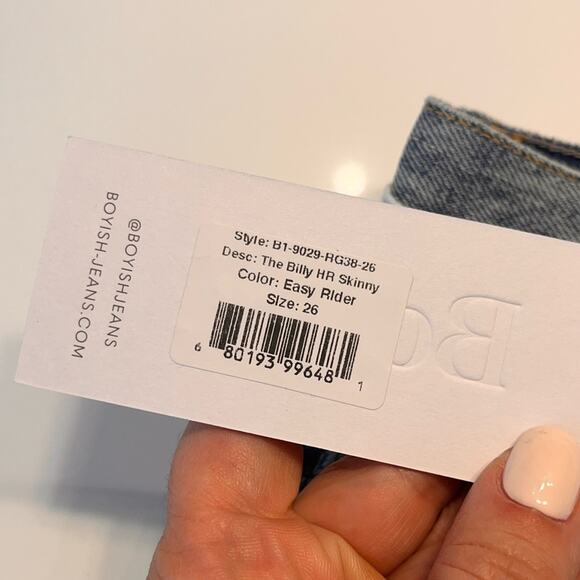 @BOYISHJEANS
BOYISH-JEANS.COM
Style: B1-9029-RG38-26
Desc: The Billy HR Skinny
Color: Easy Rider
Size: 26
6 80193 99648 1
Bo